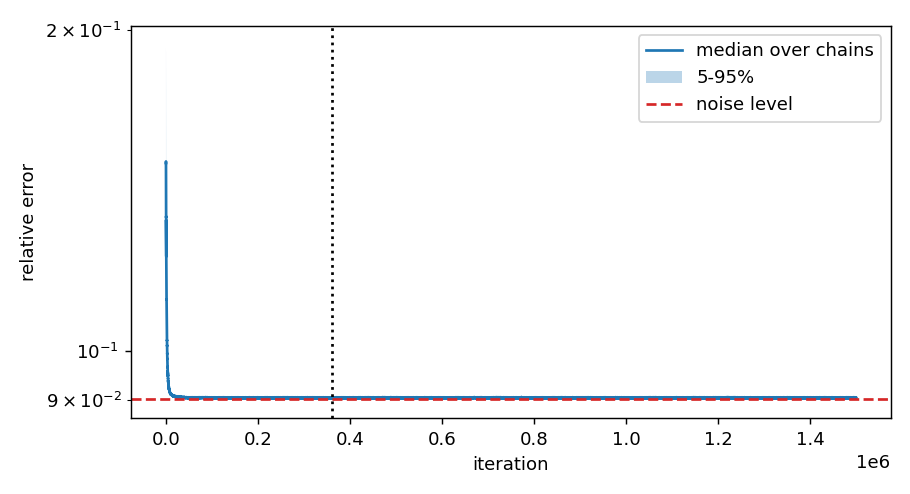 2 × 10⁻¹
10⁻¹
9 × 10⁻²
relative error
median over chains
5-95%
noise level
0.0 0.2 0.4 0.6 0.8 1.0 1.2 1.4
1e6
iteration